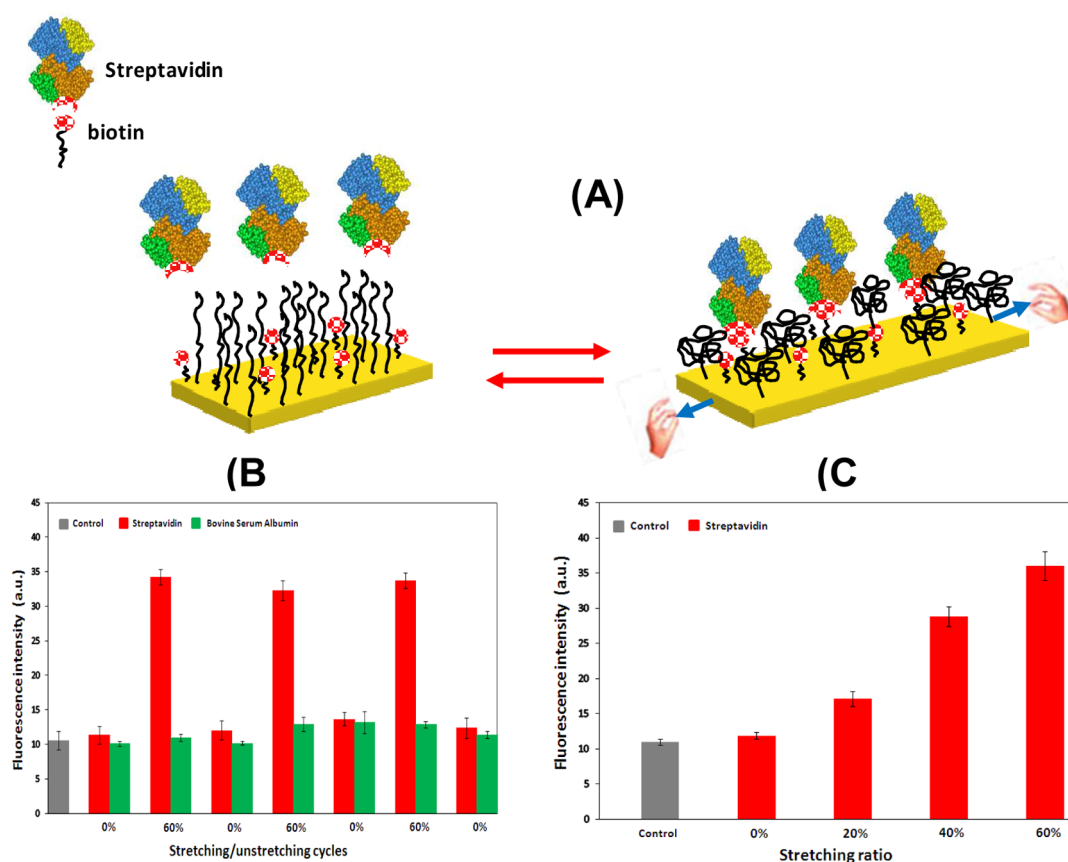 Streptavidin
biotin
(A)
(B)
45
40
35
30
25
20
15
10
5
0
Fluorescence intensity (a.u.)
Control
Streptavidin
Bovine Serum Albumin
0%
60%
0%
60%
0%
60%
0%
Stretching/unstretching cycles
(C)
45
40
35
30
25
20
15
10
5
0
Fluorescence intensity (a.u.)
Control
Streptavidin
Control
0%
20%
40%
60%
Stretching ratio